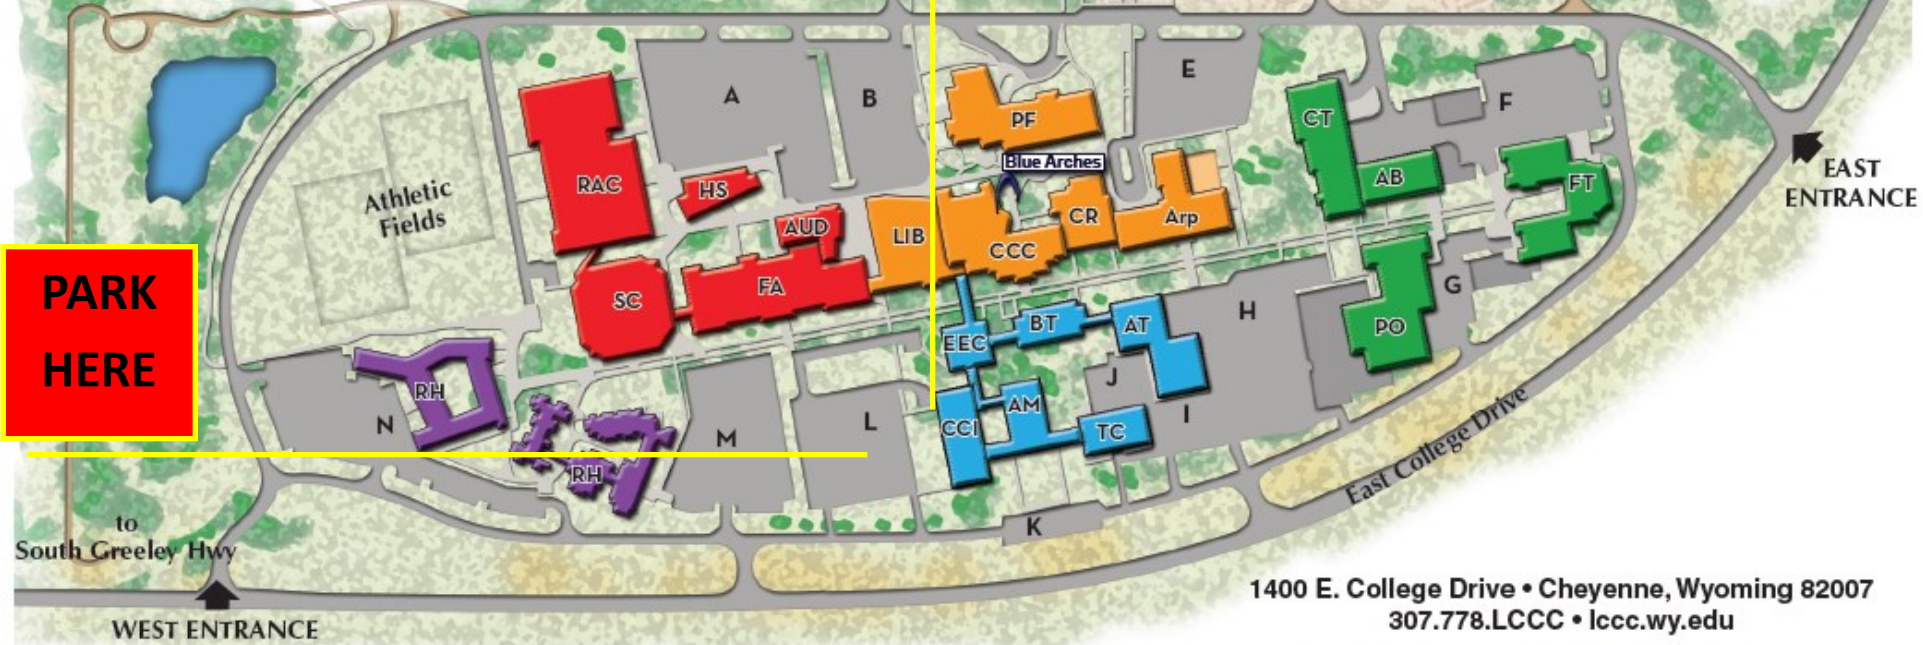 A
B
E
F
CT
PF
Blue Arches
EAST
ENTRANCE
RAC
HS
Athletic
Fields
AUD
LIB
CCC
CR
Arp
AB
FT
PARK
HERE
SC
FA
EEC
BT
AT
H
G
PO
RH
N
M
L
CCI
AM
J
TC
I
RH
K
East College Drive
to
South Greeley Hwy
WEST ENTRANCE
1400 E. College Drive • Cheyenne, Wyoming 82007
307.778.LCCC • lccc.wy.edu